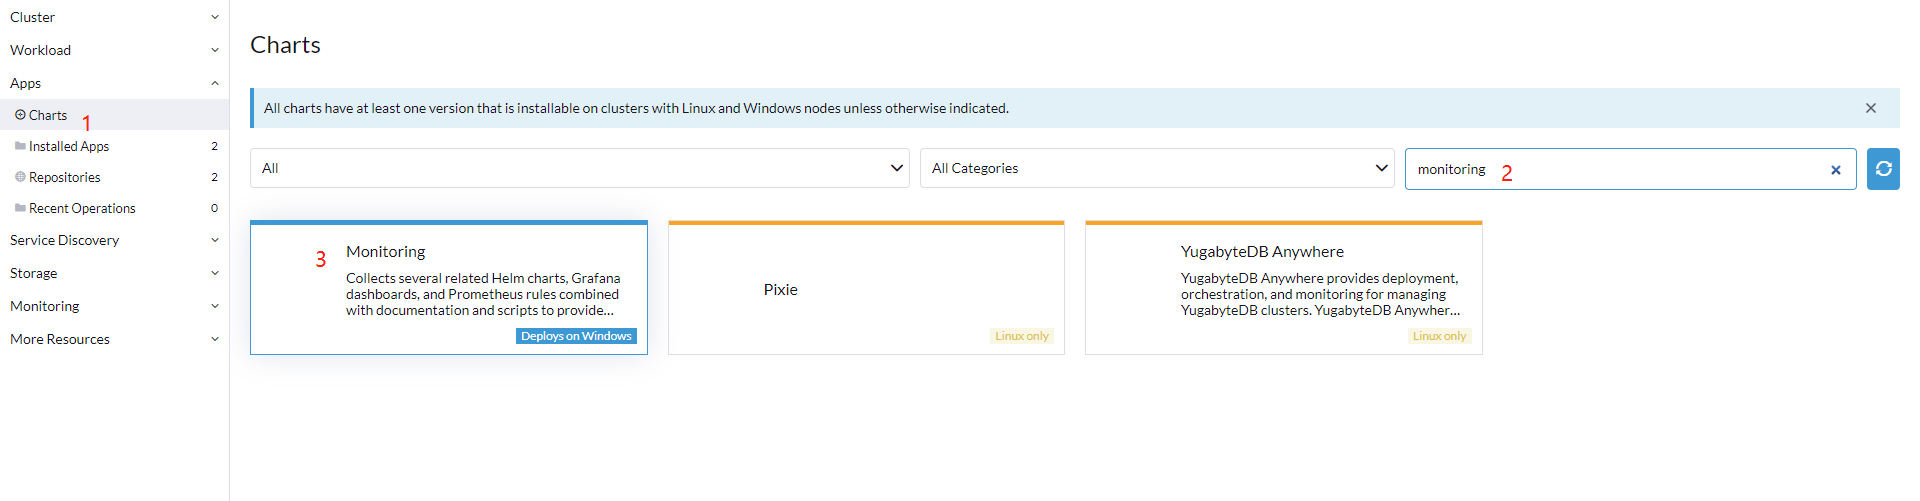 Cluster
Workload
Apps
Charts 1
Installed Apps 2
Repositories 2
Recent Operations 0
Service Discovery
Storage
Monitoring
More Resources
Charts
All charts have at least one version that is installable on clusters with Linux and Windows nodes unless otherwise indicated.
All
All Categories
monitoring 2
3
Monitoring
Collects several related Helm charts, Grafana
dashboards, and Prometheus rules combined
with documentation and scripts to provide...
Deploys on Windows
Pixie
Linux only
YugabyteDB Anywhere
YugabyteDB Anywhere provides deployment,
orchestration, and monitoring for managing
YugabyteDB clusters. YugabyteDB Anywher...
Linux only